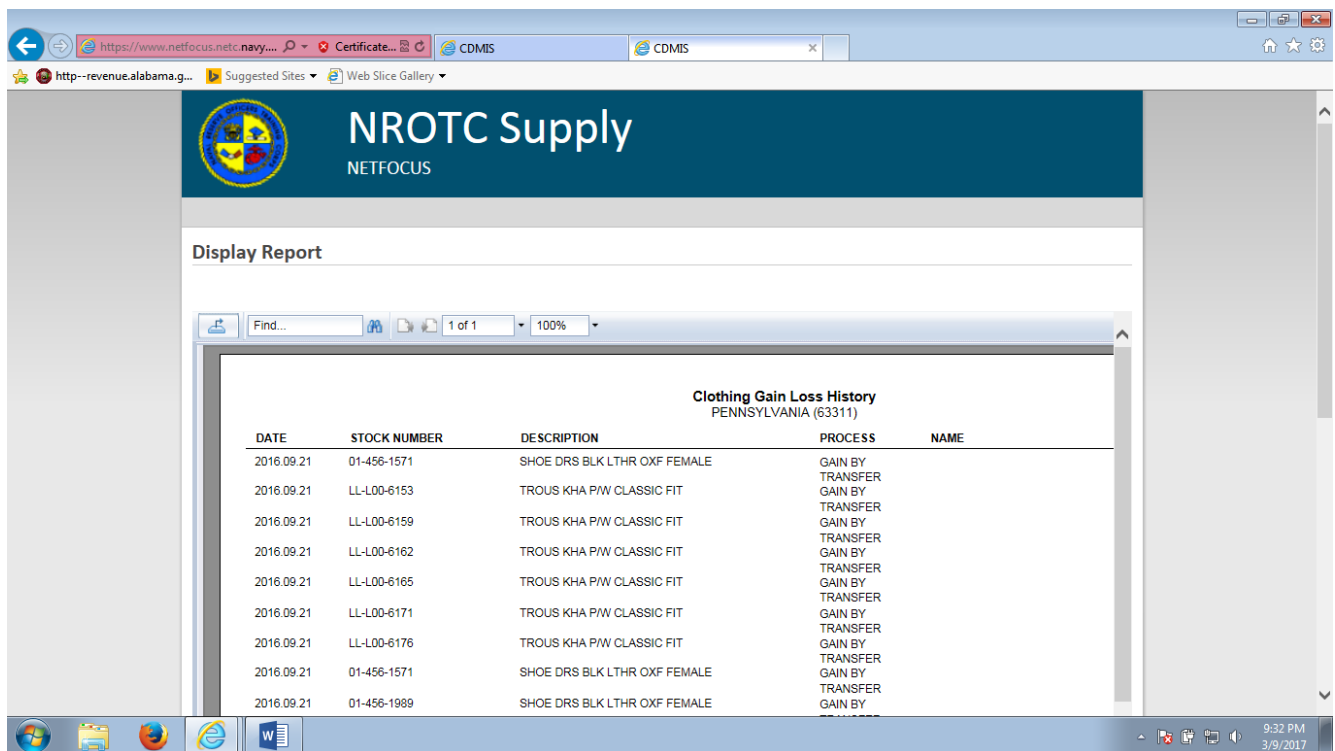 https://www.netfocus.netc.navy.... Certificate... CDMIS CDMIS
http--revenue.alabama.g... Suggested Sites Web Slice Gallery
NROTC Supply
NETFOCUS
Display Report
Find... 1 of 1 100%
Clothing Gain Loss History
PENNSYLVANIA (63311)
DATE STOCK NUMBER DESCRIPTION PROCESS NAME
2016.09.21 01-456-1571 SHOE DRS BLK LTHR OXF FEMALE GAIN BY
TRANSFER
2016.09.21 LL-L00-6153 TROUS KHA P/W CLASSIC FIT GAIN BY
TRANSFER
2016.09.21 LL-L00-6159 TROUS KHA P/W CLASSIC FIT GAIN BY
TRANSFER
2016.09.21 LL-L00-6162 TROUS KHA P/W CLASSIC FIT GAIN BY
TRANSFER
2016.09.21 LL-L00-6165 TROUS KHA P/W CLASSIC FIT GAIN BY
TRANSFER
2016.09.21 LL-L00-6171 TROUS KHA P/W CLASSIC FIT GAIN BY
TRANSFER
2016.09.21 LL-L00-6176 TROUS KHA P/W CLASSIC FIT GAIN BY
TRANSFER
2016.09.21 01-456-1571 SHOE DRS BLK LTHR OXF FEMALE GAIN BY
TRANSFER
2016.09.21 01-456-1989 SHOE DRS BLK LTHR OXF FEMALE GAIN BY
9:32 PM
3/9/2017